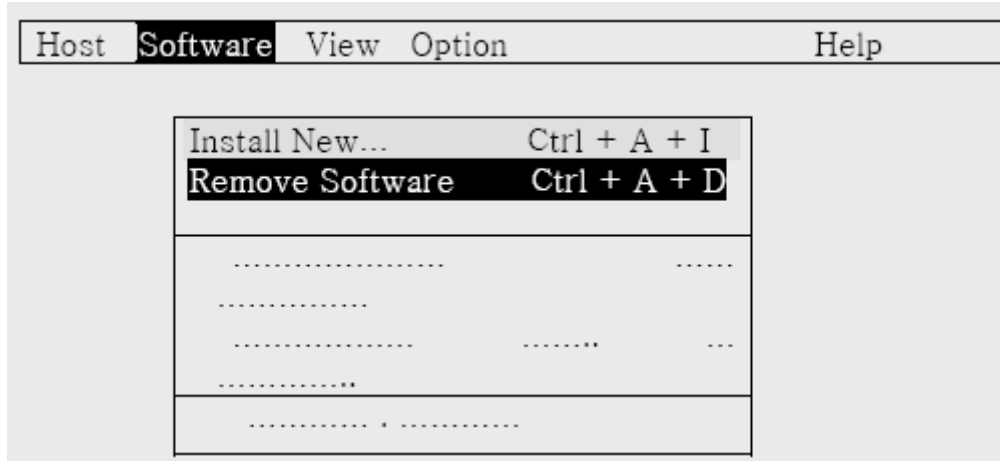 Host Software View Option Help
Install New... Ctrl + A + I
Remove Software Ctrl + A + D
..................... ......
...............
.................. ........ ...
..............
............ . ............